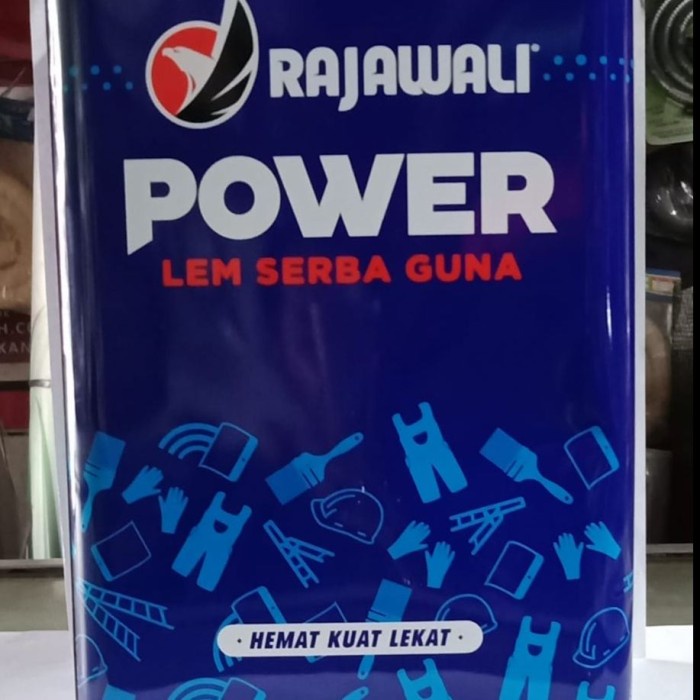 RAJAWALI
POWER
LEM SERBA GUNA
· HEMAT KUAT LEKAT ·